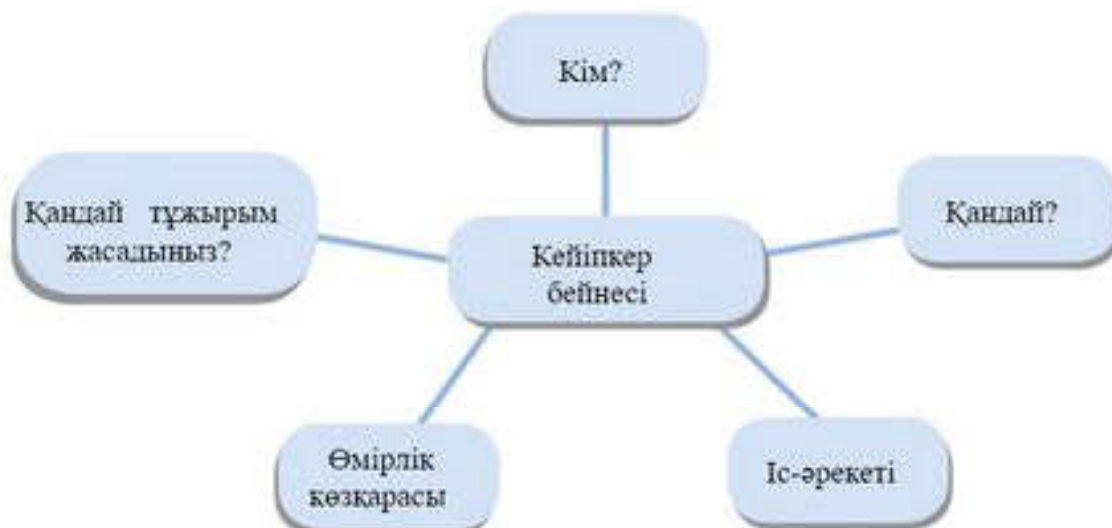 Кім?
Қандай тұжырым
жасадыңыз?
Қандай?
Кейіпкер
бейнесі
Өмірлік
көзқарасы
Іс-әрекеті